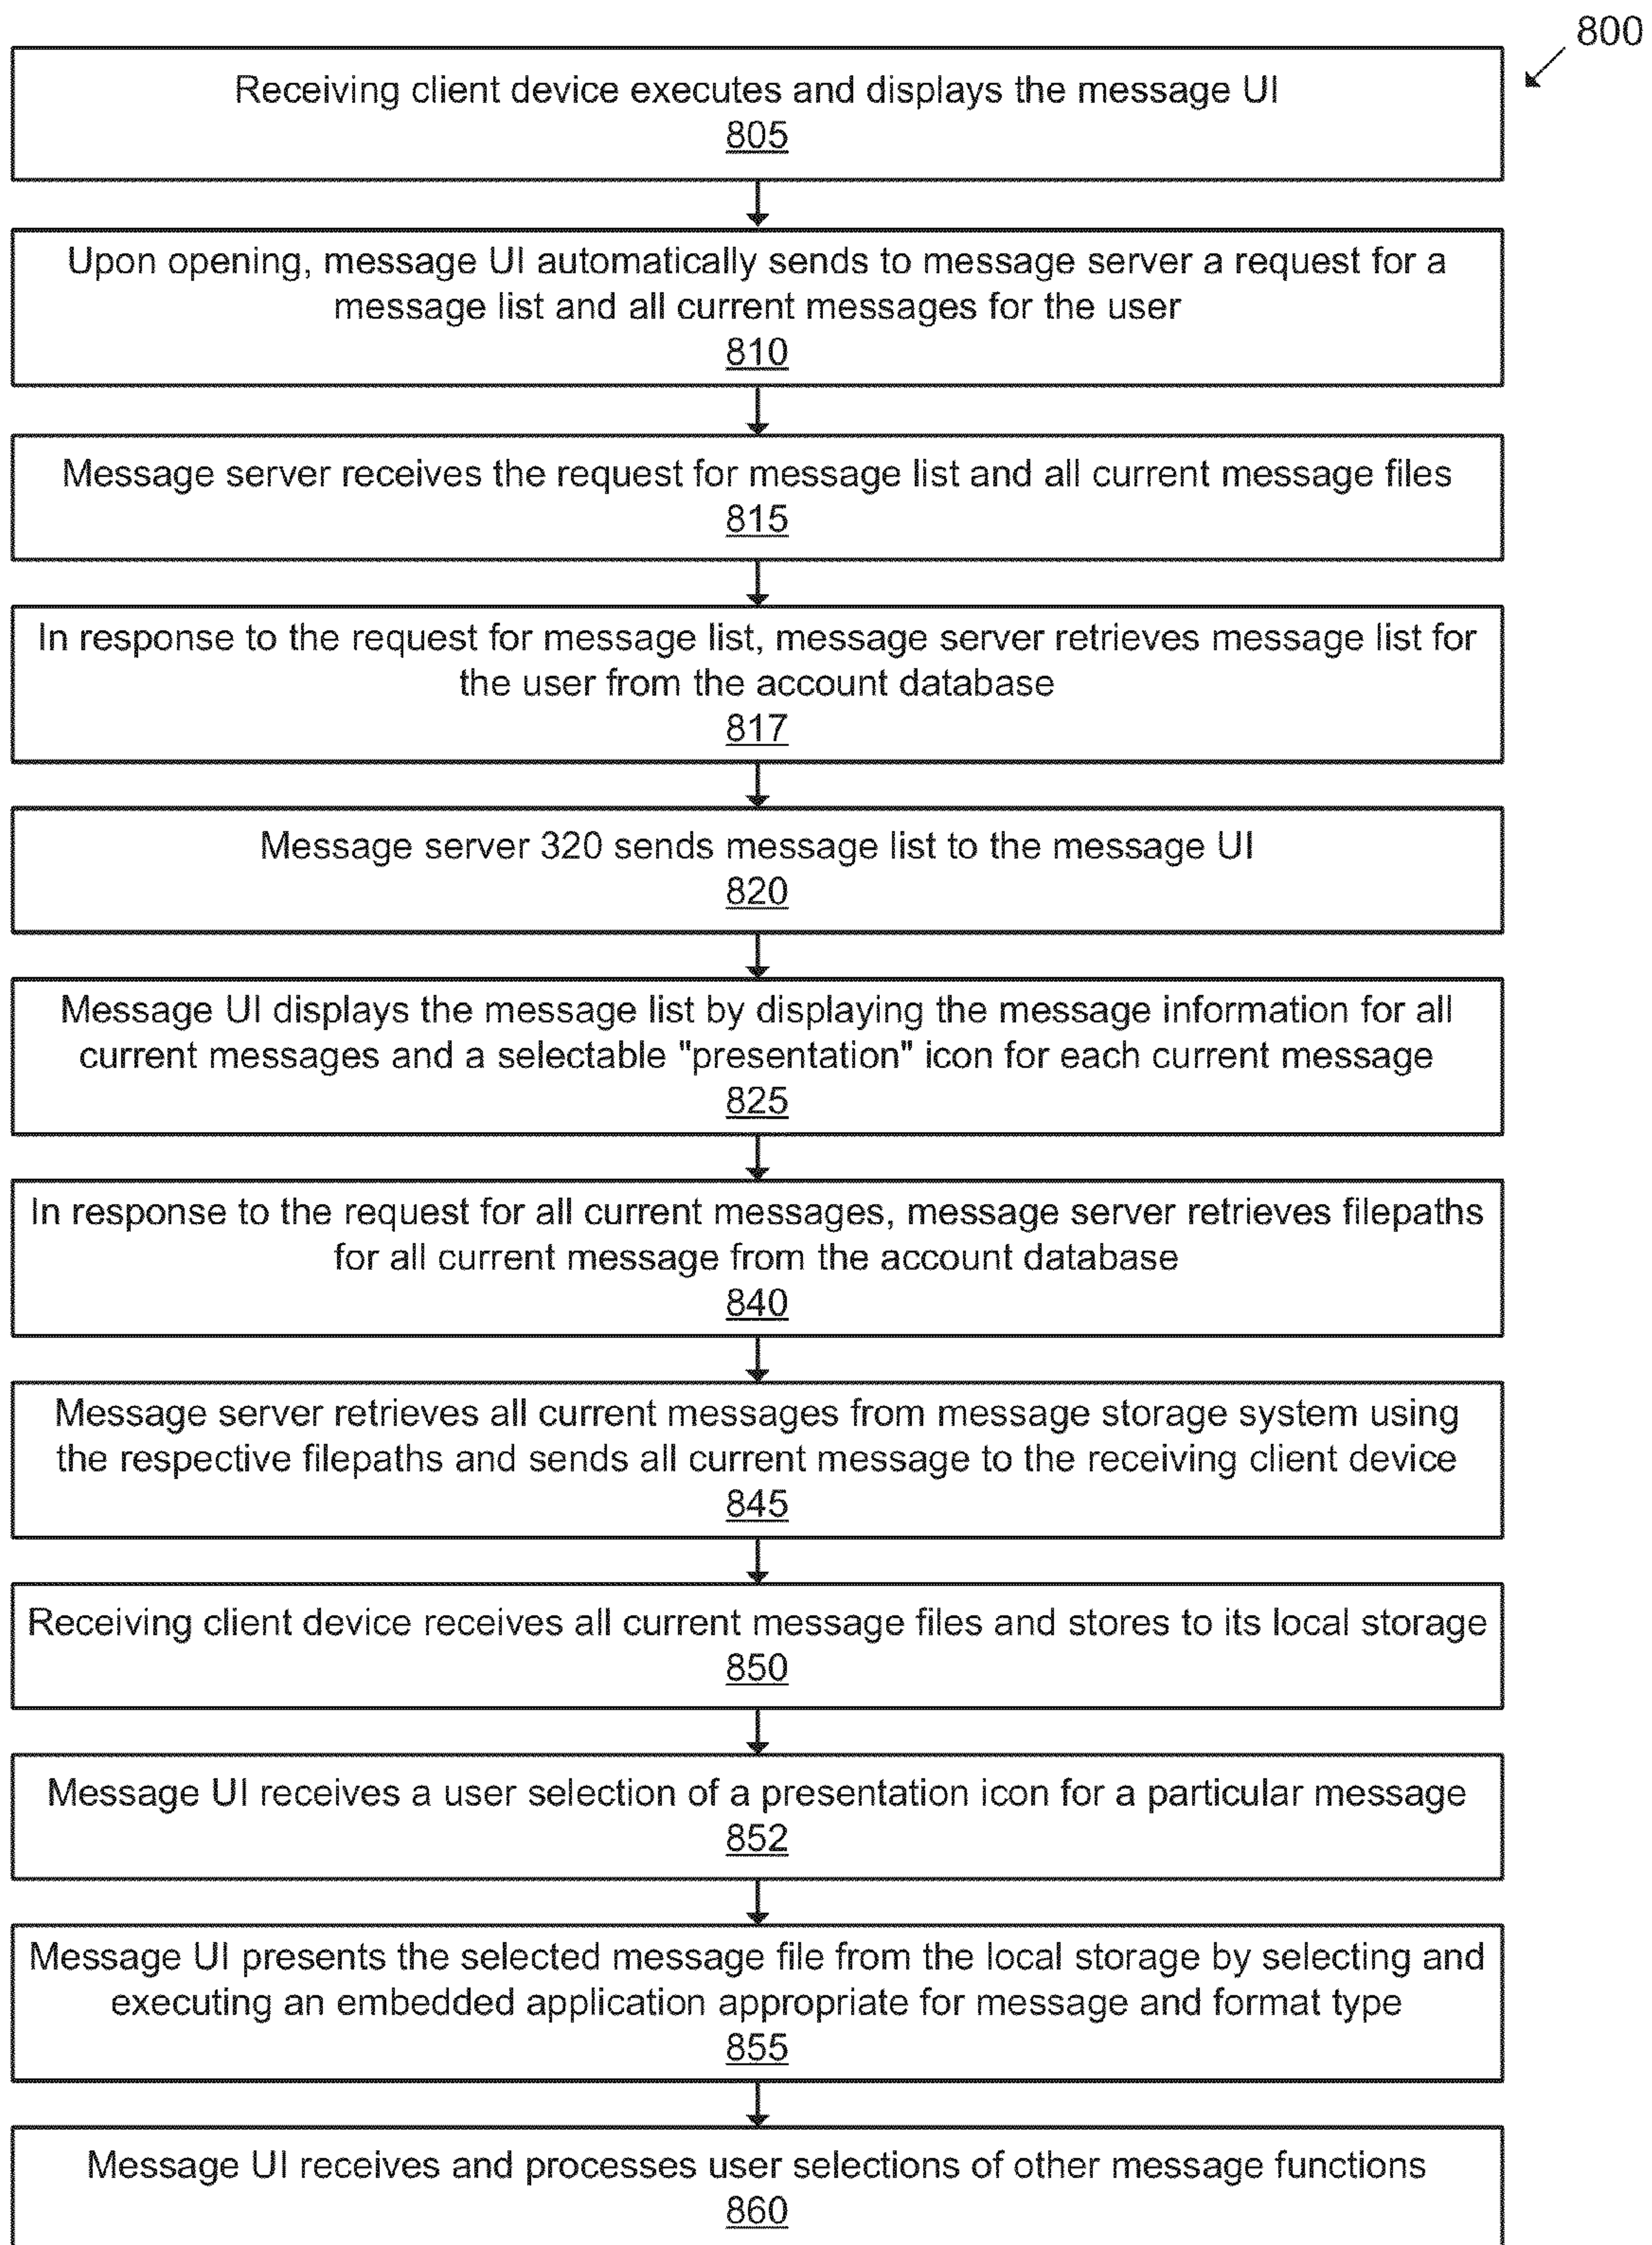 800
Receiving client device executes and displays the message UI
805
Upon opening, message UI automatically sends to message server a request for a
message list and all current messages for the user
810
Message server receives the request for message list and all current message files
815
In response to the request for message list, message server retrieves message list for
the user from the account database
817
Message server 320 sends message list to the message UI
820
Message UI displays the message list by displaying the message information for all
current messages and a selectable "presentation" icon for each current message
825
In response to the request for all current messages, message server retrieves filepaths
for all current message from the account database
840
Message server retrieves all current messages from message storage system using
the respective filepaths and sends all current message to the receiving client device
845
Receiving client device receives all current message files and stores to its local storage
850
Message UI receives a user selection of a presentation icon for a particular message
852
Message UI presents the selected message file from the local storage by selecting and
executing an embedded application appropriate for message and format type
855
Message UI receives and processes user selections of other message functions
860